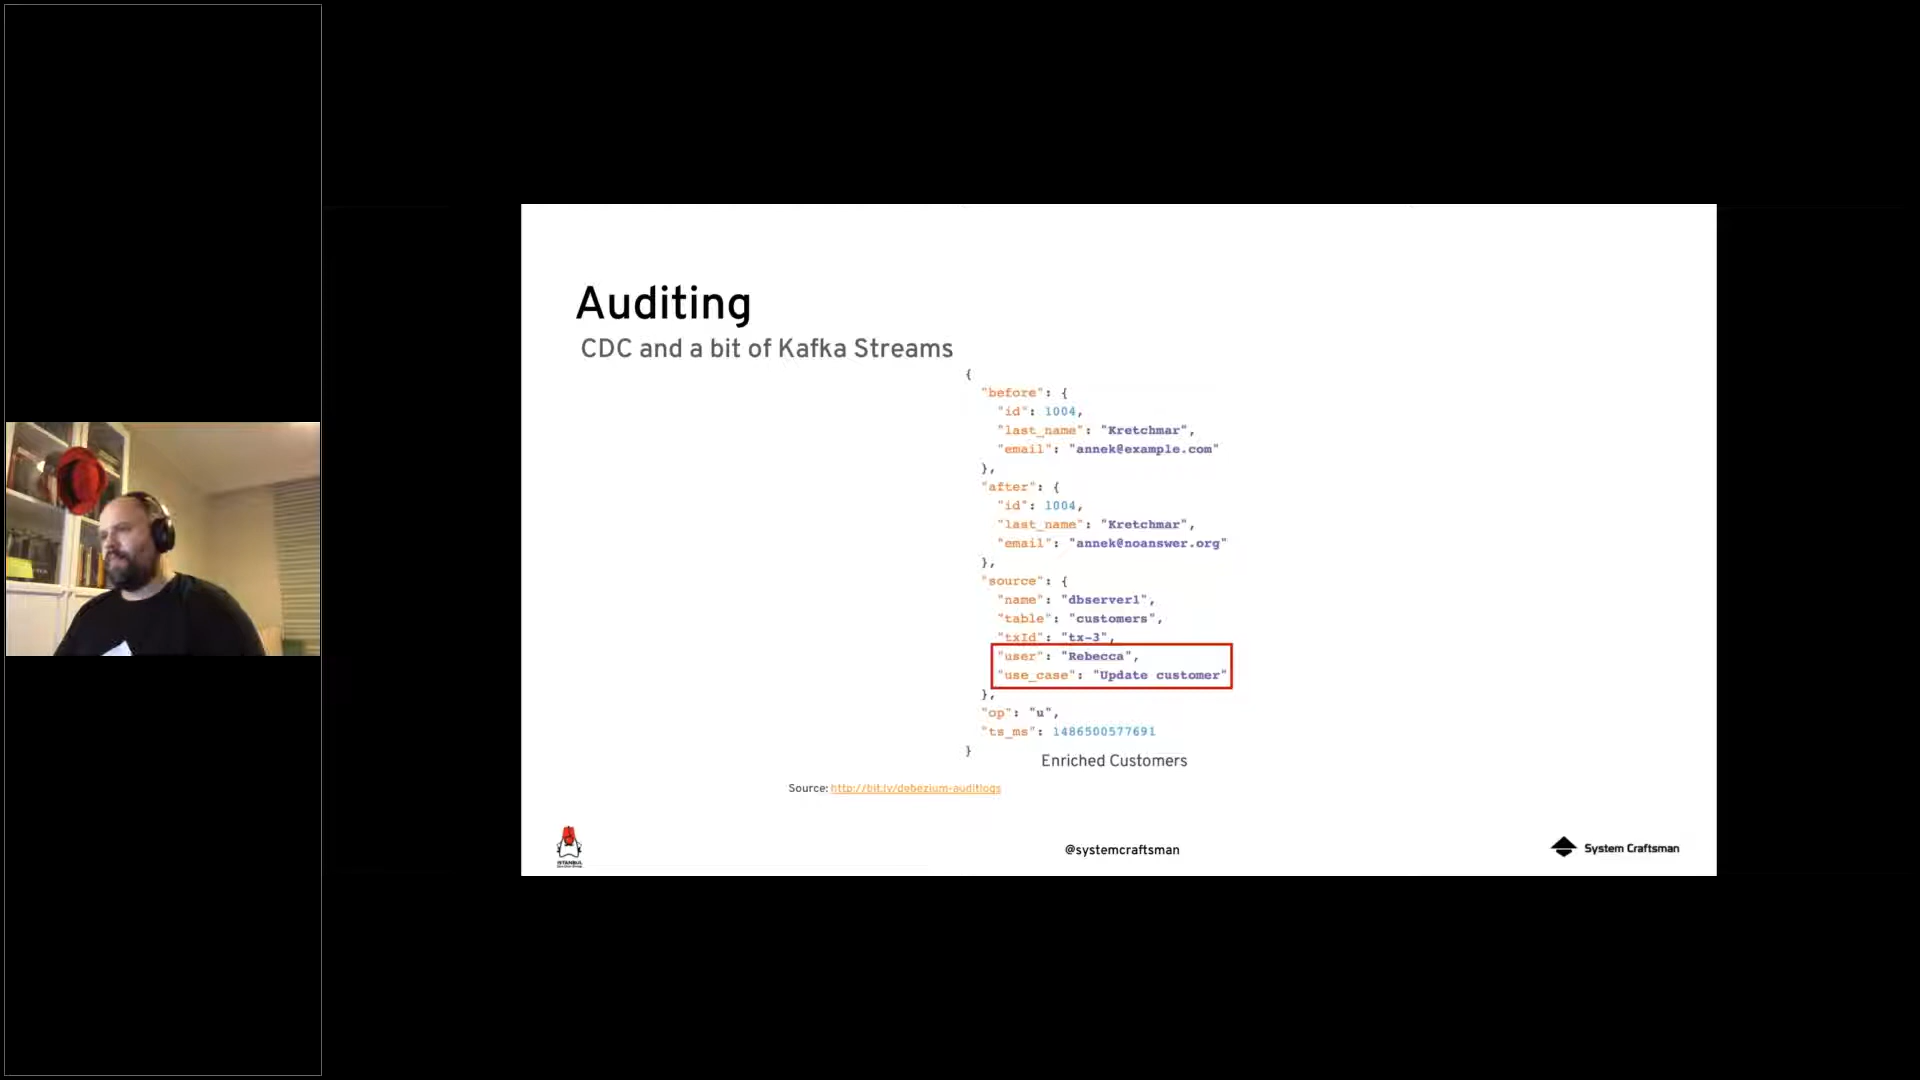 Auditing
CDC and a bit of Kafka Streams
{
"before": {
"id": 1004,
"last_name": "Kretchmar",
"email": "annek@example.com"
},
"after": {
"id": 1004,
"last_name": "Kretchmar",
"email": "annek@noanswer.org"
},
"source": {
"name": "dbserver1",
"table": "customers",
"txId": "tx-3",
"user": "Rebecca",
"use_case": "Update customer"
},
"op": "u",
"ts_ms": 1486500577691
}
Enriched Customers
Source: http://bit.ly/debezium-auditlogs
ISTANBUL
@systemcraftsman
System Craftsman